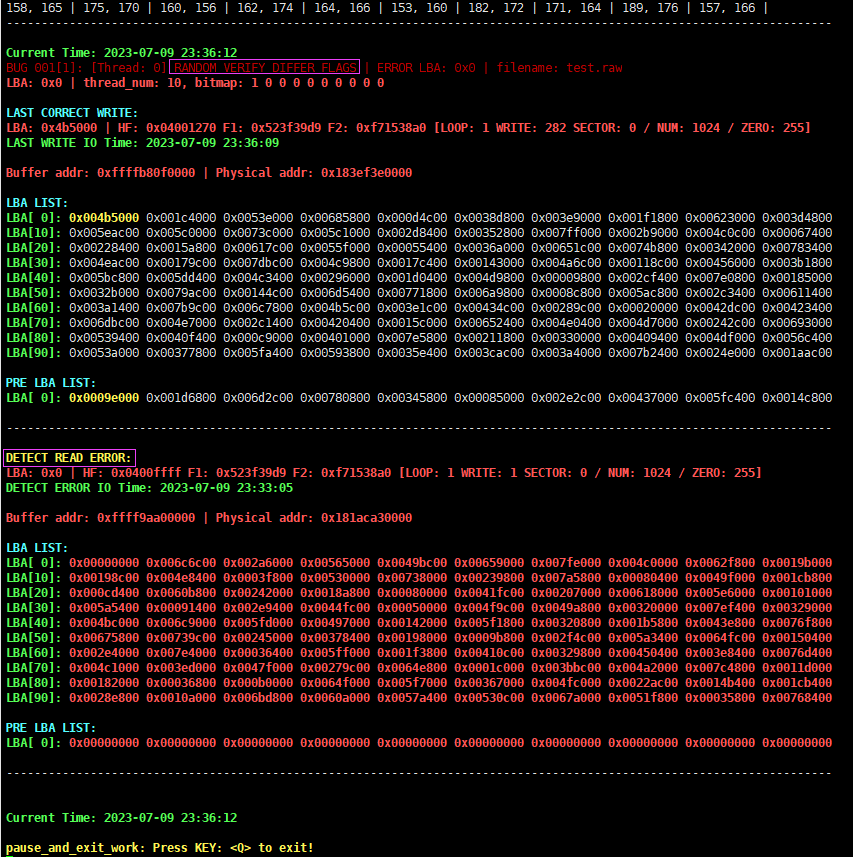 158, 165 | 175, 170 | 160, 156 | 162, 174 | 164, 166 | 153, 160 | 182, 172 | 171, 164 | 189, 176 | 157, 166 |
----------------------------------------------------------------------------------------------------------------------
Current Time: 2023-07-09 23:36:12
BUG 001[1]: [Thread: 0] RANDOM VERIFY DIFFER FLAGS | ERROR LBA: 0x0 | filename: test.raw
LBA: 0x0 | thread_num: 10, bitmap: 1 0 0 0 0 0 0 0 0 0
LAST CORRECT WRITE:
LBA: 0x4b5000 | HF: 0x04001270 F1: 0x523f39d9 F2: 0xf71538a0 [LOOP: 1 WRITE: 282 SECTOR: 0 / NUM: 1024 / ZERO: 255]
LAST WRITE IO Time: 2023-07-09 23:36:09
Buffer addr: 0xffffb80f0000 | Physical addr: 0x183ef3e0000
LBA LIST:
LBA[ 0]: 0x004b5000 0x001c4000 0x0053e000 0x00685800 0x000d4c00 0x0038d800 0x003e9000 0x001f1800 0x00623000 0x003d4800
LBA[10]: 0x005eac00 0x005c0000 0x0073c000 0x005c1000 0x002d8400 0x00352800 0x007ff000 0x002b9000 0x004c0c00 0x00067400
LBA[20]: 0x00228400 0x0015a800 0x00617c00 0x0055f000 0x00055400 0x0036a000 0x00651c00 0x0074b800 0x00342000 0x00783400
LBA[30]: 0x004eac00 0x00179c00 0x007dbc00 0x004c9800 0x0017c400 0x00143000 0x004a6c00 0x00118c00 0x00456000 0x003b1800
LBA[40]: 0x005bc800 0x005dd400 0x004c3400 0x00296000 0x001d0400 0x004d9800 0x00009800 0x002cf400 0x007e0800 0x00185000
LBA[50]: 0x0032b000 0x0079ac00 0x00144c00 0x006d5400 0x00771800 0x006a9800 0x0008c800 0x005ac800 0x002c3400 0x00611400
LBA[60]: 0x003a1400 0x007b9c00 0x006c7800 0x004b5c00 0x003e1c00 0x00434c00 0x00289c00 0x00020000 0x0042dc00 0x00423400
LBA[70]: 0x006dbc00 0x004e7000 0x002c1400 0x00420400 0x0015c000 0x00652400 0x004e0400 0x004d7000 0x00242c00 0x00693000
LBA[80]: 0x00539400 0x0040f400 0x000c9000 0x00401000 0x007e5800 0x00211800 0x00330000 0x00409400 0x004df000 0x0056c400
LBA[90]: 0x0053a000 0x00377800 0x005fa400 0x00593800 0x0035e400 0x003cac00 0x003a4000 0x007b2400 0x0024e000 0x001aac00
PRE LBA LIST:
LBA[ 0]: 0x0009e000 0x001d6800 0x006d2c00 0x00780800 0x00345800 0x00085000 0x002e2c00 0x00437000 0x005fc400 0x0014c800
----------------------------------------------------------------------------------------------------------------------
DETECT READ ERROR:
LBA: 0x0 | HF: 0x0400ffff F1: 0x523f39d9 F2: 0xf71538a0 [LOOP: 1 WRITE: 1 SECTOR: 0 / NUM: 1024 / ZERO: 255]
DETECT ERROR IO Time: 2023-07-09 23:33:05
Buffer addr: 0xffff9aa00000 | Physical addr: 0x181aca30000
LBA LIST:
LBA[ 0]: 0x00000000 0x006c6c00 0x002a6000 0x00565000 0x0049bc00 0x00659000 0x007fe000 0x004c0000 0x0062f800 0x0019b000
LBA[10]: 0x00198c00 0x004e8400 0x0003f800 0x00530000 0x00738000 0x00239800 0x007a5800 0x00080400 0x0049f000 0x001cb800
LBA[20]: 0x000cd400 0x0060b800 0x00242000 0x0018a800 0x00080000 0x0041fc00 0x00207000 0x00618000 0x005e6000 0x00101000
LBA[30]: 0x005a5400 0x00091400 0x002e9400 0x0044fc00 0x00050000 0x004f9c00 0x0049a800 0x00320000 0x007ef400 0x00329000
LBA[40]: 0x004bc000 0x006c9000 0x005fd000 0x00497000 0x00142000 0x005f1800 0x00320800 0x001b5800 0x0043e800 0x0076f800
LBA[50]: 0x00675800 0x00739c00 0x00245000 0x00378400 0x00198000 0x0009b800 0x002f4c00 0x005a3400 0x0064fc00 0x00150400
LBA[60]: 0x002e4000 0x007e4000 0x00036400 0x005ff000 0x001f3800 0x00410c00 0x00329800 0x00450400 0x003e8400 0x0076d400
LBA[70]: 0x004c1000 0x003ed000 0x0047f000 0x00279c00 0x0064e800 0x0001c000 0x003bbc00 0x004a2000 0x007c4800 0x0011d000
LBA[80]: 0x00182000 0x00036800 0x000b0000 0x0064f000 0x005f7000 0x00367000 0x004fc000 0x0022ac00 0x0014b400 0x001cb400
LBA[90]: 0x0028e800 0x0010a000 0x006bd800 0x0060a000 0x0057a400 0x00530c00 0x0067a000 0x0051f800 0x00035800 0x00768400
PRE LBA LIST:
LBA[ 0]: 0x00000000 0x00000000 0x00000000 0x00000000 0x00000000 0x00000000 0x00000000 0x00000000 0x00000000 0x00000000
----------------------------------------------------------------------------------------------------------------------
Current Time: 2023-07-09 23:36:12
pause_and_exit_work: Press KEY: <Q> to exit!